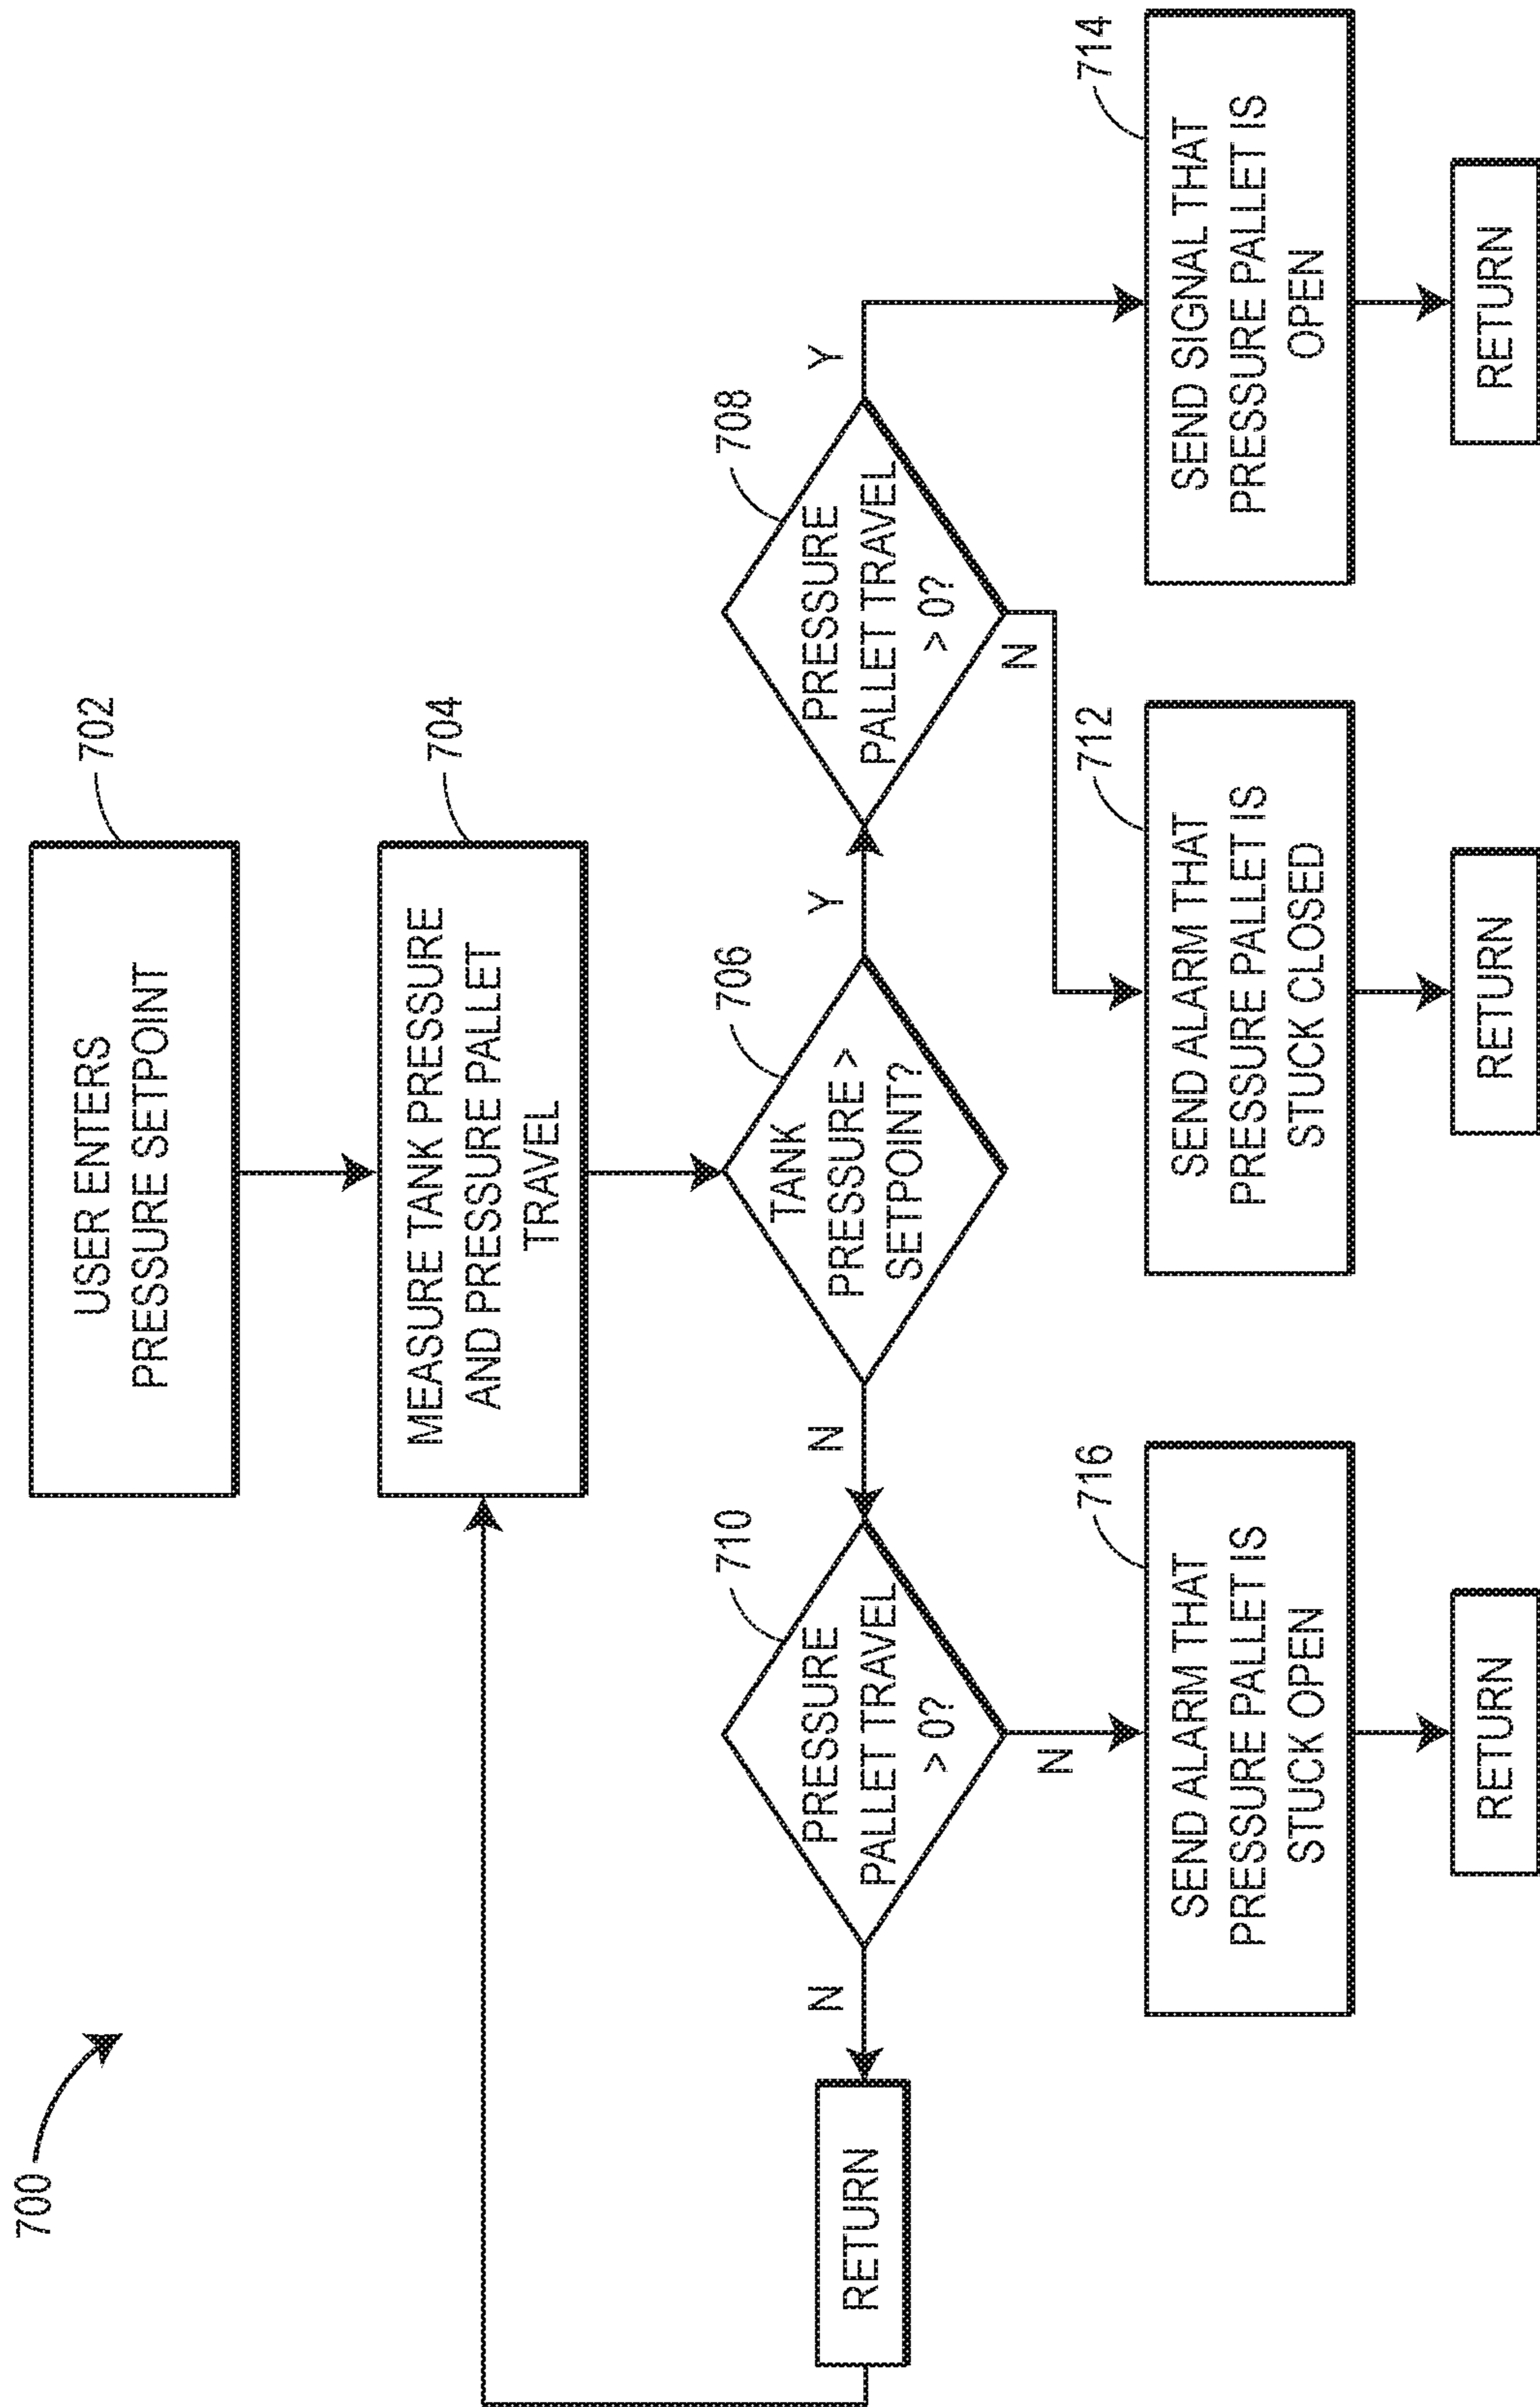 700
702
USER ENTERS
PRESSURE SETPOINT
704
MEASURE TANK PRESSURE
AND PRESSURE PALLET
TRAVEL
706
TANK
PRESSURE >
SETPOINT?
N
Y
710
PRESSURE
PALLET TRAVEL
> 0?
N
N
708
PRESSURE
PALLET TRAVEL
> 0?
Y
N
RETURN
716
SEND ALARM THAT
PRESSURE PALLET IS
STUCK OPEN
712
SEND ALARM THAT
PRESSURE PALLET IS
STUCK CLOSED
714
SEND SIGNAL THAT
PRESSURE PALLET IS
OPEN
RETURN
RETURN
RETURN